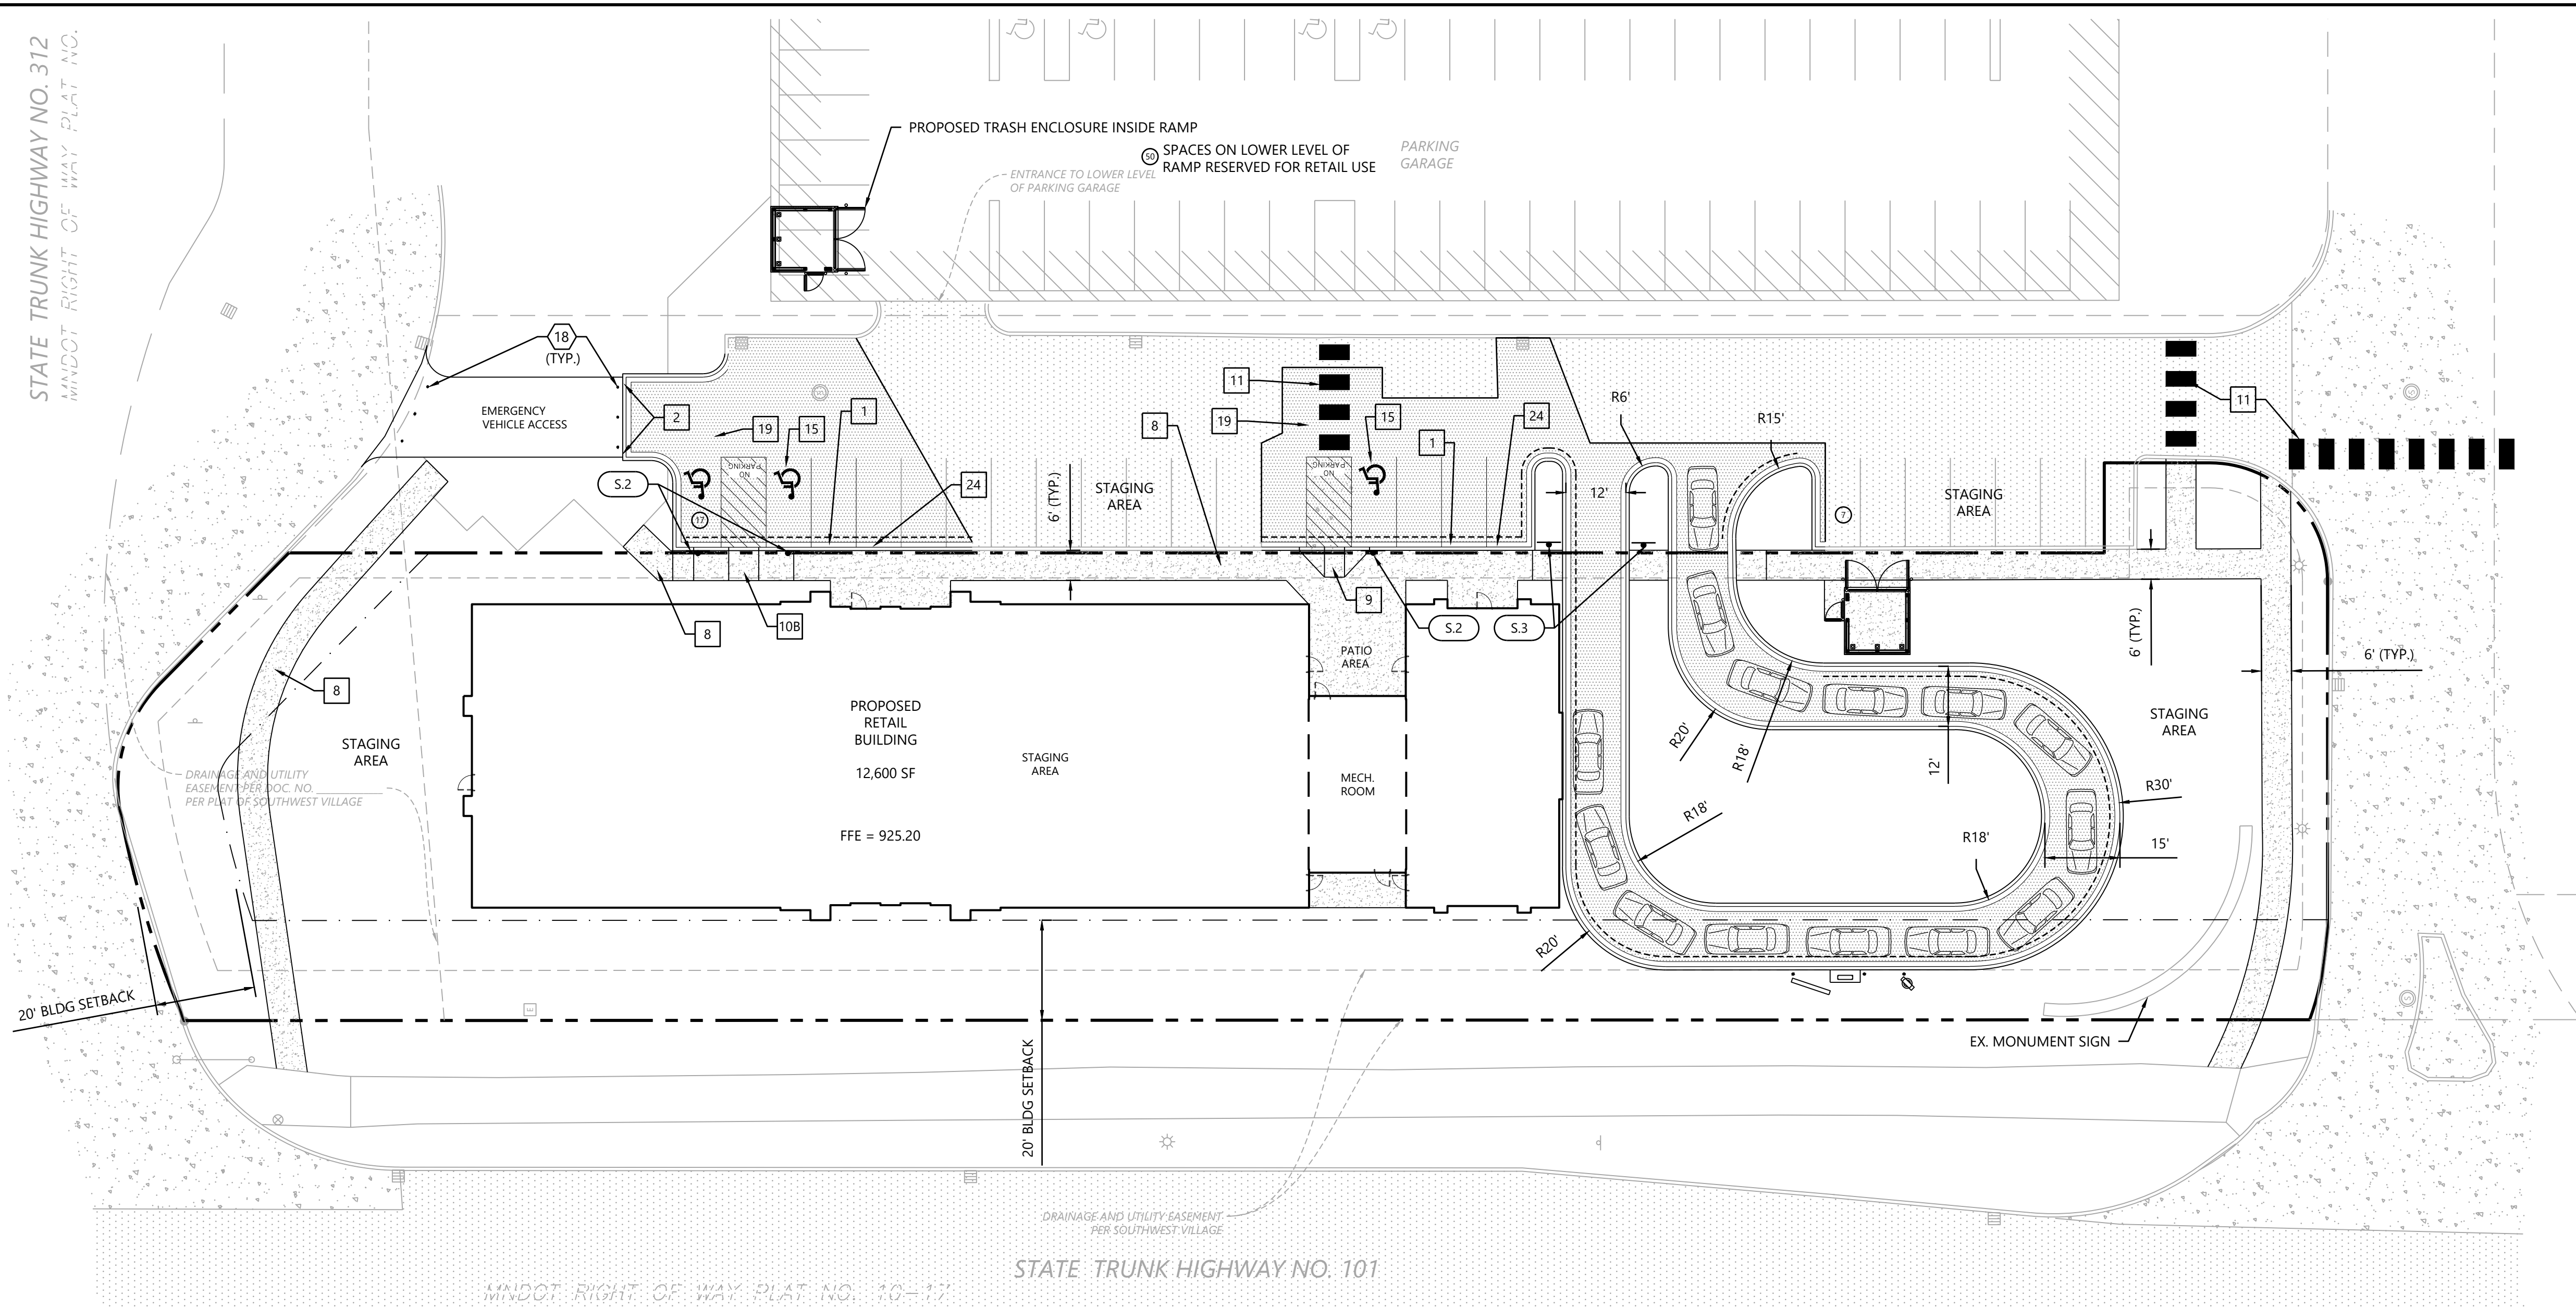 STATE TRUNK HIGHWAY NO. 312
MNDOT RIGHT OF WAY PLAT NO.
PROPOSED TRASH ENCLOSURE INSIDE RAMP
50
SPACES ON LOWER LEVEL OF
RAMP RESERVED FOR RETAIL USE
PARKING
GARAGE
ENTRANCE TO LOWER LEVEL
OF PARKING GARAGE
18
(TYP.)
EMERGENCY
VEHICLE ACCESS
2
19
15
1
S.2
NO
PARKING
17
24
8
6' (TYP.)
STAGING
AREA
11
19
15
1
24
NO
PARKING
R6'
R15'
12'
7
STAGING
AREA
11
8
10B
9
S.2
S.3
PATIO
AREA
6' (TYP.)
6' (TYP.)
8
STAGING
AREA
PROPOSED
RETAIL
BUILDING
12,600 SF
FFE = 925.20
STAGING
AREA
MECH.
ROOM
R20'
R18'
12'
R18'
R18'
R30'
15'
STAGING
AREA
DRAINAGE AND UTILITY
EASEMENT PER DOC. NO. ____________
PER PLAT OF SOUTHWEST VILLAGE
R20'
20' BLDG SETBACK
E
20' BLDG SETBACK
EX. MONUMENT SIGN
DRAINAGE AND UTILITY EASEMENT
PER SOUTHWEST VILLAGE
STATE TRUNK HIGHWAY NO. 101
MNDOT RIGHT OF WAY PLAT NO. 10-17